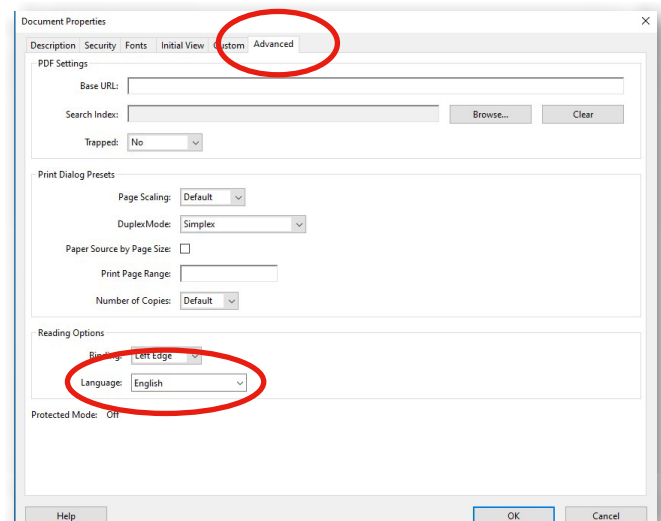 Document Properties
Description Security Fonts Initial View Custom Advanced
PDF Settings
Base URL:
Search Index: Browse... Clear
Trapped: No
Print Dialog Presets
Page Scaling: Default
DuplexMode: Simplex
Paper Source by Page Size:
Print Page Range:
Number of Copies: Default
Reading Options
Binding: Left Edge
Language: English
Protected Mode: Off
Help OK Cancel